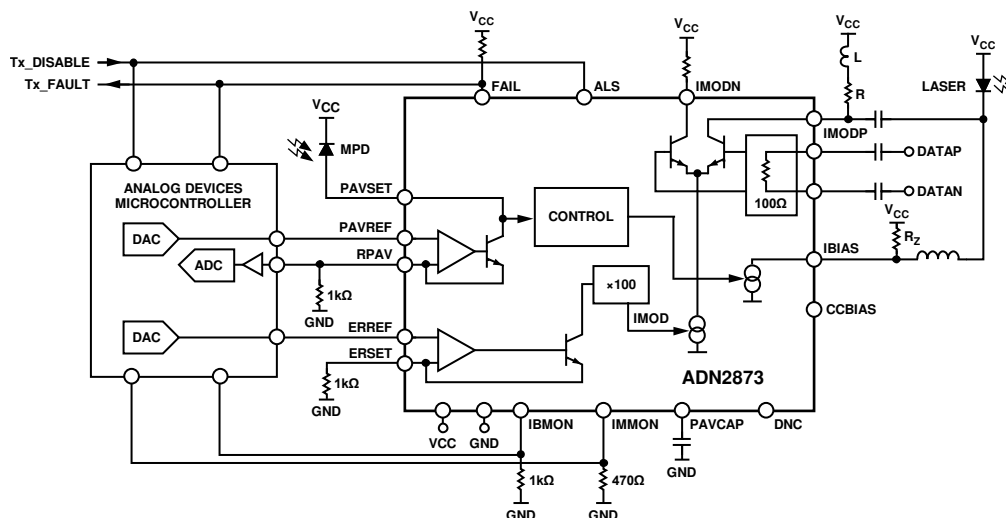 VCC
VCC
VCC
VCC
Tx_DISABLE
Tx_FAULT
L
R
LASER
FAIL
ALS
IMODN
IMODP
VCC
MPD
DATAP
DATAN
100Ω
ANALOG DEVICES
MICROCONTROLLER
PAVSET
PAVREF
RPAV
CONTROL
DAC
ADC
VCC
RZ
IBIAS
1kΩ
GND
×100
IMOD
CCBIAS
DAC
ERREF
ERSET
1kΩ
GND
ADN2873
VCC
GND
IBMON
IMMON
PAVCAP
DNC
GND
1kΩ
470Ω
GND
GND